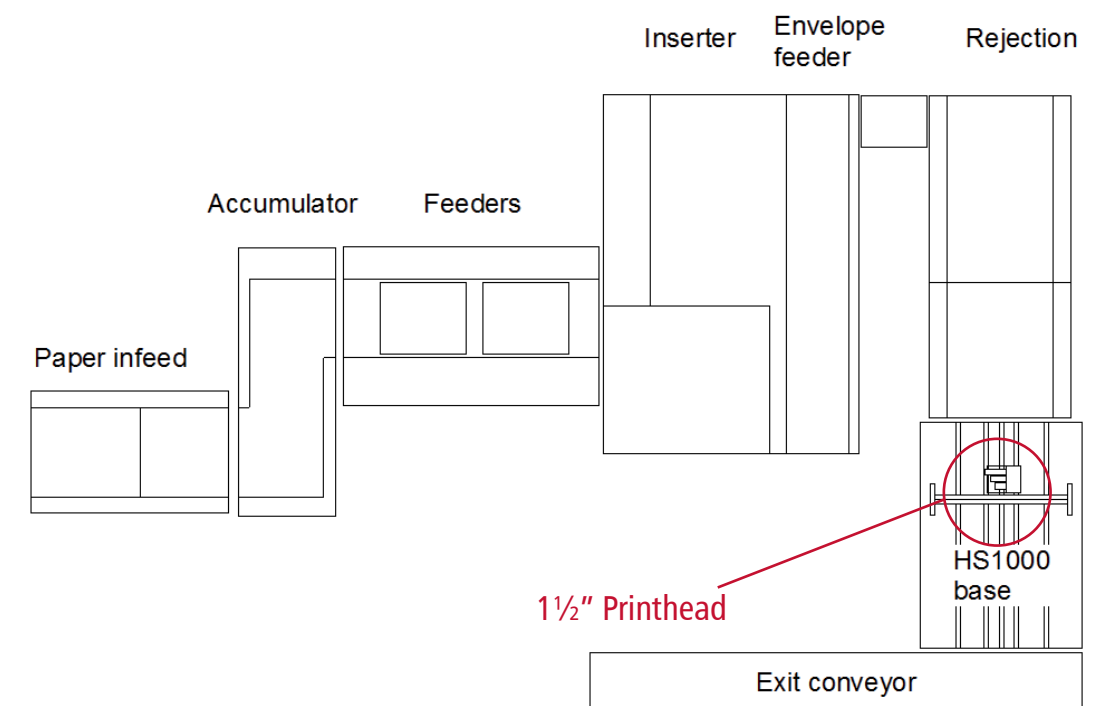 Inserter
Envelope
feeder
Rejection
Accumulator
Feeders
Paper infeed
HS1000
base
1½” Printhead
Exit conveyor